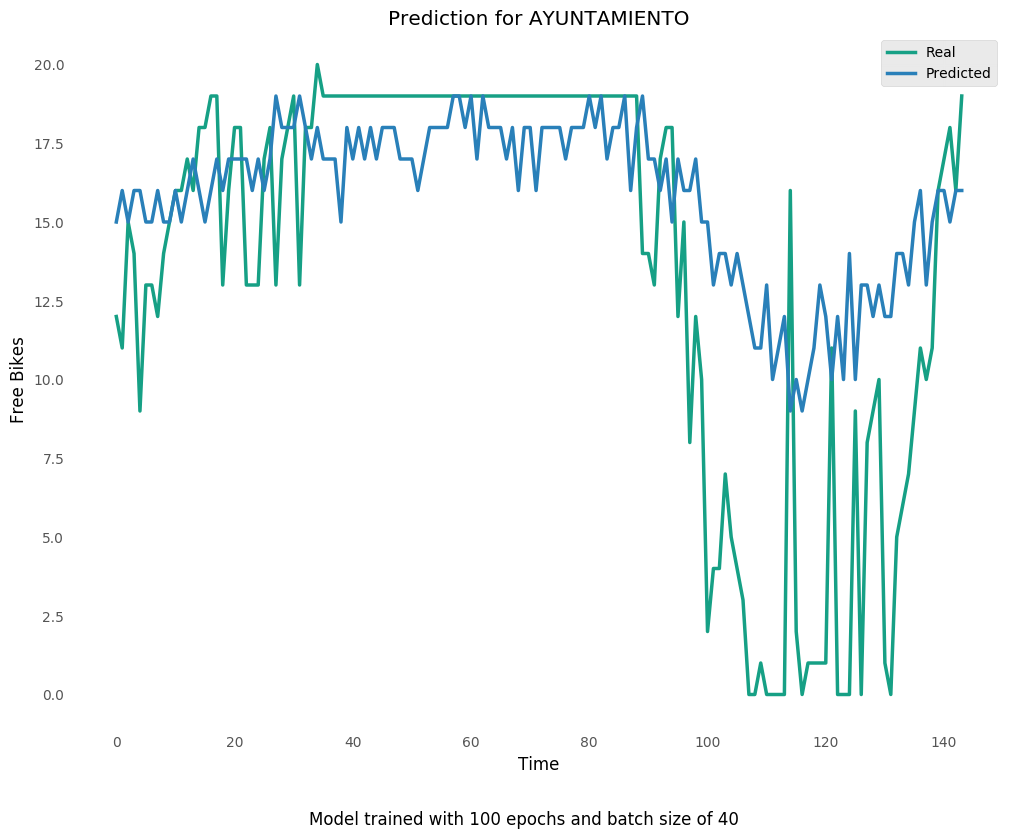 Prediction for AYUNTAMIENTO
Real
Predicted
20.0
17.5
15.0
12.5
10.0
7.5
5.0
2.5
0.0
Free Bikes
0 20 40 60 80 100 120 140
Time
Model trained with 100 epochs and batch size of 40